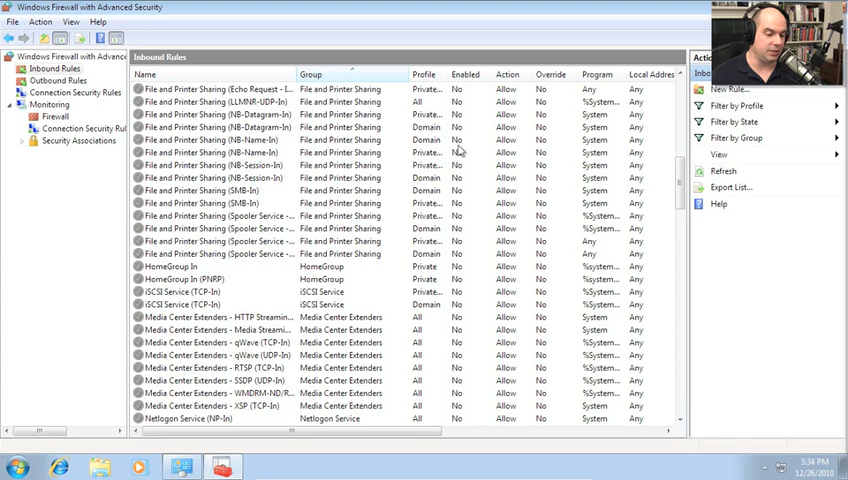 Windows Firewall with Advanced Security
File Action View Help
Windows Firewall with Advanc
Inbound Rules
Outbound Rules
Connection Security Rules
Monitoring
Firewall
Connection Security Rul
Security Associations
Inbound Rules
Name Group Profile Enabled Action Override Program Local Addres
File and Printer Sharing (Echo Request - I... File and Printer Sharing Private... No Allow No Any Any
File and Printer Sharing (LLMNR-UDP-In) File and Printer Sharing All No Allow No %System... Any
File and Printer Sharing (NB-Datagram-In) File and Printer Sharing Private... No Allow No System Any
File and Printer Sharing (NB-Datagram-In) File and Printer Sharing Domain No Allow No System Any
File and Printer Sharing (NB-Name-In) File and Printer Sharing Domain No Allow No System Any
File and Printer Sharing (NB-Name-In) File and Printer Sharing Private... No Allow No System Any
File and Printer Sharing (NB-Session-In) File and Printer Sharing Private... No Allow No System Any
File and Printer Sharing (NB-Session-In) File and Printer Sharing Domain No Allow No System Any
File and Printer Sharing (SMB-In) File and Printer Sharing Domain No Allow No System Any
File and Printer Sharing (SMB-In) File and Printer Sharing Private... No Allow No System Any
File and Printer Sharing (Spooler Service -... File and Printer Sharing Private... No Allow No %System... Any
File and Printer Sharing (Spooler Service -... File and Printer Sharing Domain No Allow No %System... Any
File and Printer Sharing (Spooler Service -... File and Printer Sharing Private... No Allow No Any Any
File and Printer Sharing (Spooler Service -... File and Printer Sharing Domain No Allow No Any Any
HomeGroup In HomeGroup Private No Allow No %system... Any
HomeGroup In (PNRP) HomeGroup Private No Allow No %system... Any
iSCSI Service (TCP-In) iSCSI Service Private... No Allow No %System... Any
iSCSI Service (TCP-In) iSCSI Service Domain No Allow No %System... Any
Media Center Extenders - HTTP Streamin... Media Center Extenders All No Allow No System Any
Media Center Extenders - Media Streami... Media Center Extenders All No Allow No System Any
Media Center Extenders - qWave (TCP-In) Media Center Extenders All No Allow No %System... Any
Media Center Extenders - qWave (UDP-In) Media Center Extenders All No Allow No %System... Any
Media Center Extenders - RTSP (TCP-In) Media Center Extenders All No Allow No %System... Any
Media Center Extenders - SSDP (UDP-In) Media Center Extenders All No Allow No %System... Any
Media Center Extenders - WMDRM-ND/R... Media Center Extenders All No Allow No %System... Any
Media Center Extenders - XSP (TCP-In) Media Center Extenders All No Allow No System Any
Netlogon Service (NP-In) Netlogon Service All No Allow No System Any
Actio
Inbou
New Rule...
Filter by Profile
Filter by State
Filter by Group
View
Refresh
Export List...
Help
3:34 PM
12/26/2010